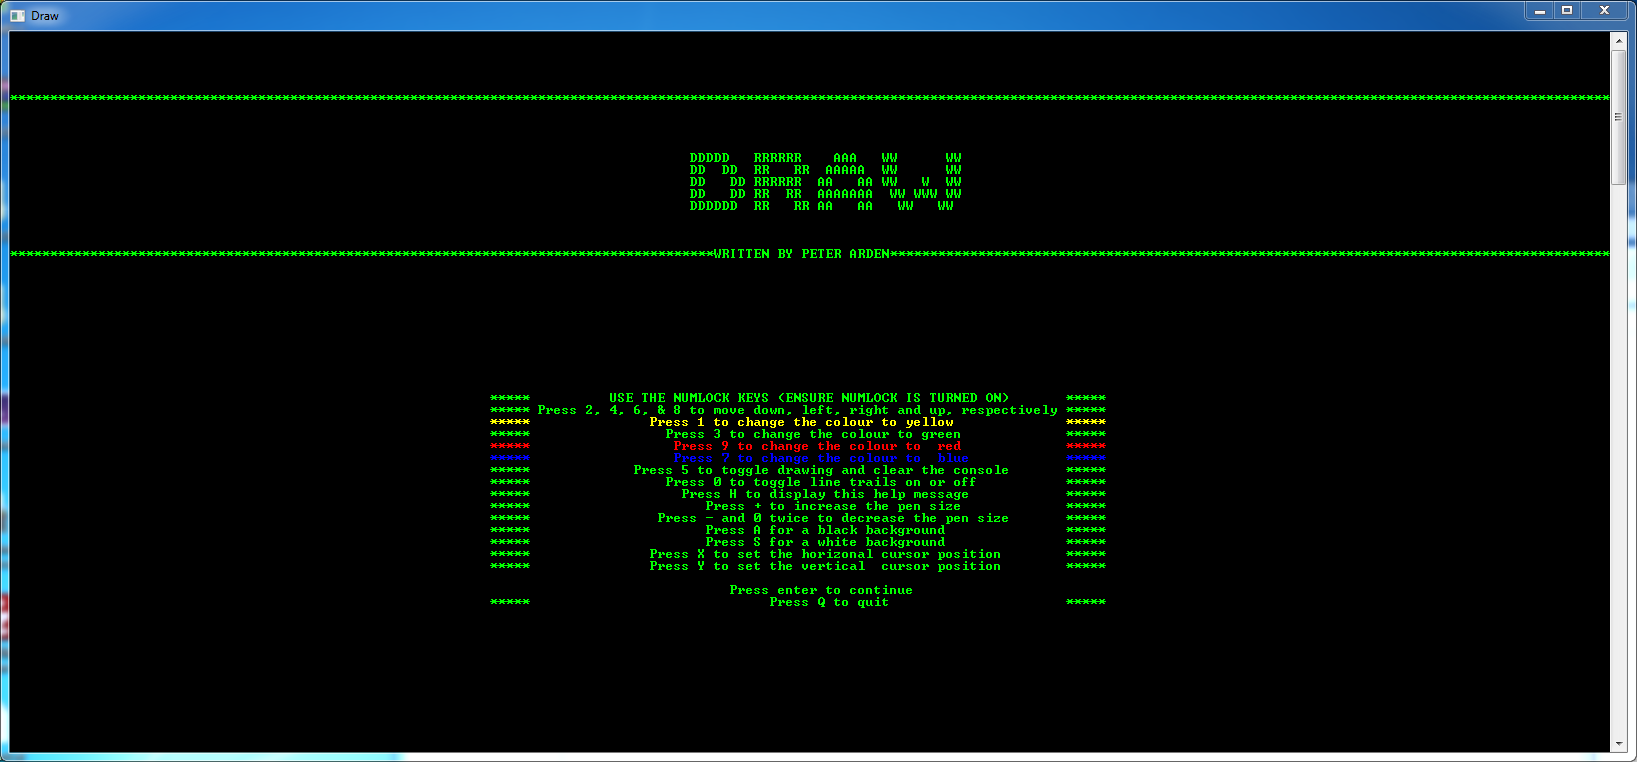 Draw
********************************************************************************************************************************************************************************************************
DDDDD   RRRRRR    AAA   WW      WW
DD  DD  RR   RR  AAAAA  WW      WW
DD   DD RRRRRR  AA   AA WW   W  WW
DD   DD RR  RR  AAAAAAA  WW WWW WW
DDDDDD  RR   RR AA   AA   WW   WW
****************************************************************************************WRITTEN BY PETER ARDEN******************************************************************************************
***** USE THE NUMLOCK KEYS (ENSURE NUMLOCK IS TURNED ON) *****
***** Press 2, 4, 6, & 8 to move down, left, right and up, respectively *****
***** Press 1 to change the colour to yellow *****
***** Press 3 to change the colour to green *****
***** Press 9 to change the colour to  red *****
***** Press 7 to change the colour to  blue *****
***** Press 5 to toggle drawing and clear the console *****
***** Press 0 to toggle line trails on or off *****
***** Press H to display this help message *****
***** Press + to increase the pen size *****
***** Press - and 0 twice to decrease the pen size *****
***** Press A for a black background *****
***** Press S for a white background *****
***** Press X to set the horizonal cursor position *****
***** Press Y to set the vertical  cursor position *****
Press enter to continue
***** Press Q to quit *****